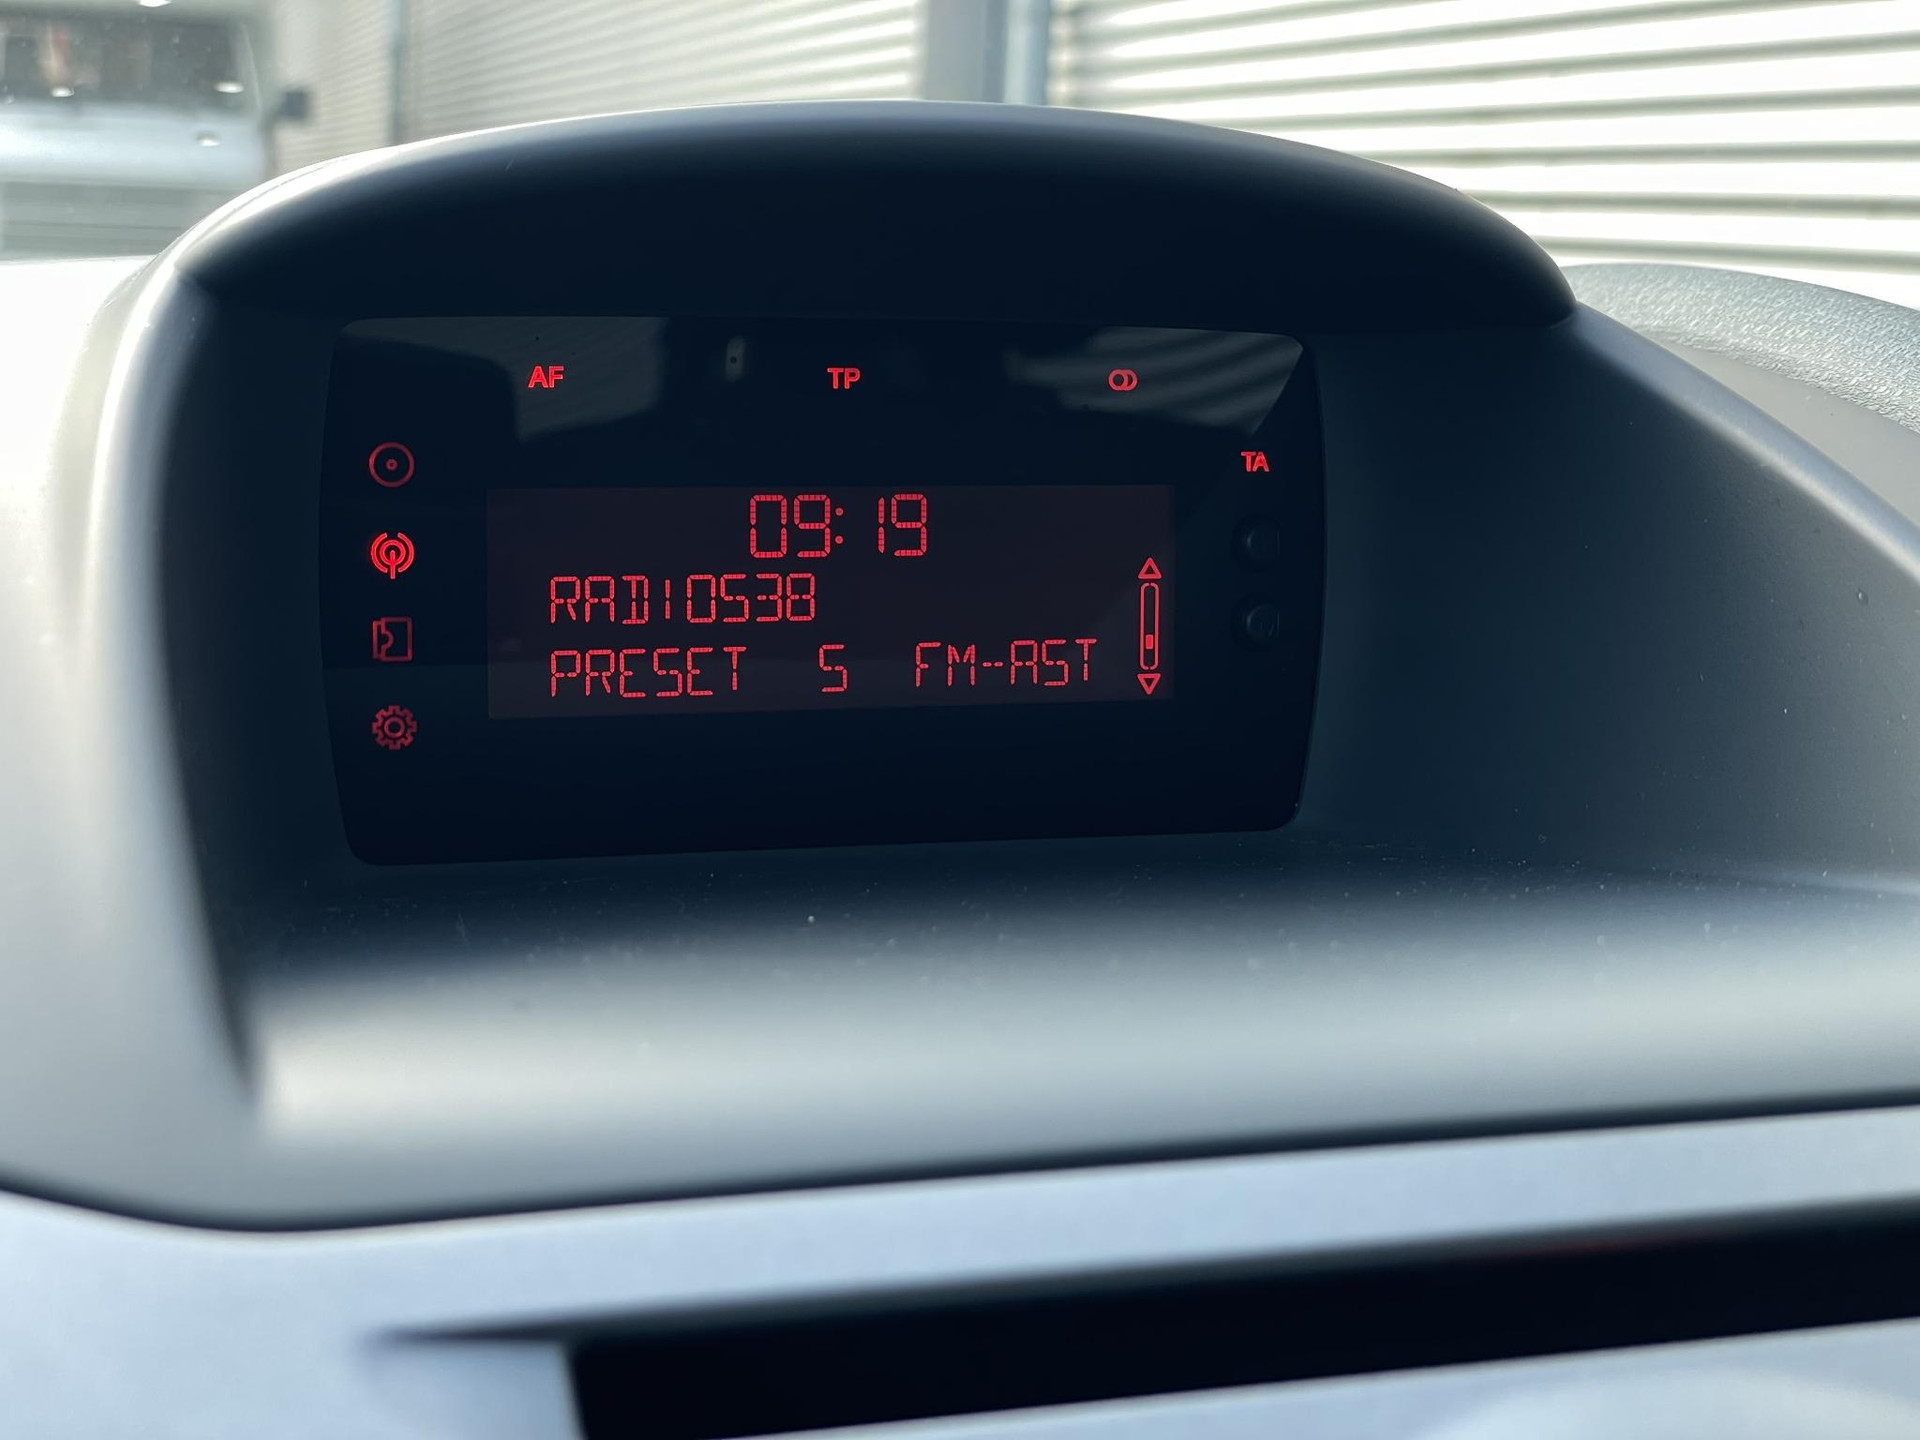 AF TP
TA
09:19
RADIO538
PRESET 5 FM--AST